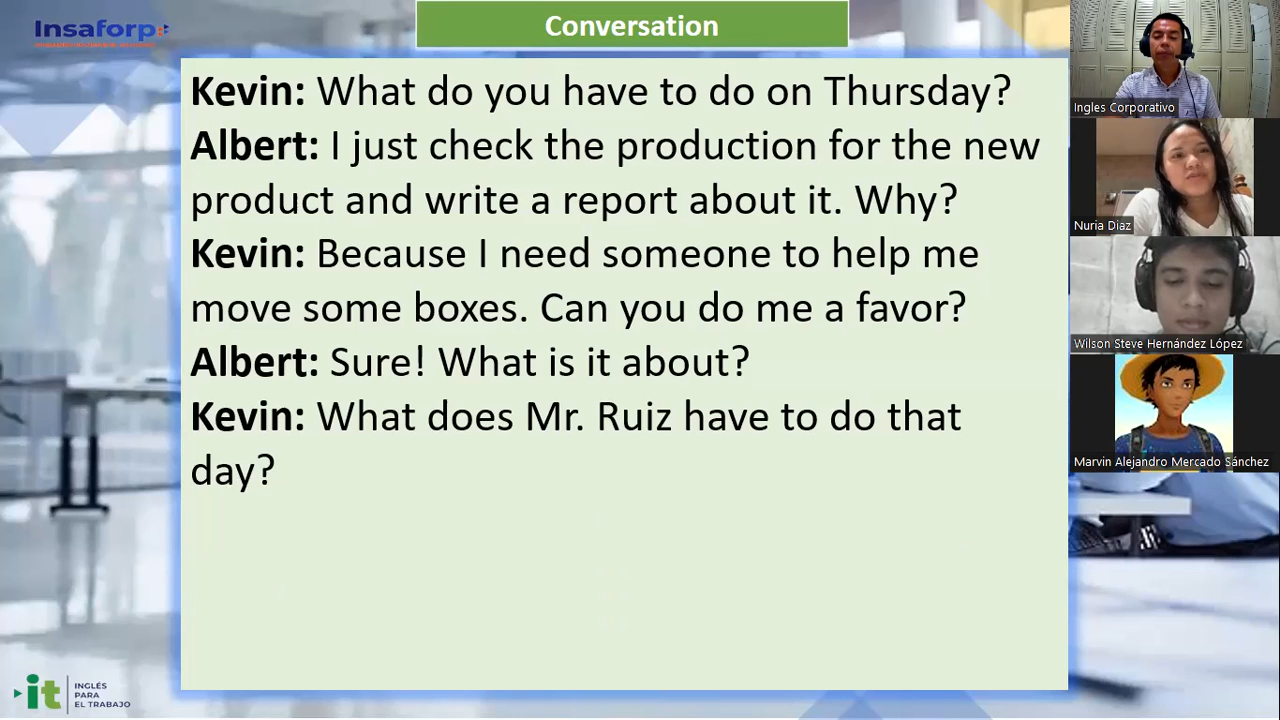 Insaforp
Conversation
Kevin: What do you have to do on Thursday?
Albert: I just check the production for the new
product and write a report about it. Why?
Kevin: Because I need someone to help me
move some boxes. Can you do me a favor?
Albert: Sure! What is it about?
Kevin: What does Mr. Ruiz have to do that
day?
Ingles Corporativo
Nuria Díaz
Wilson Steve Hernández López
Marvin Alejandro Mercado Sánchez
it
INGLÉS
PARA
EL TRABAJO